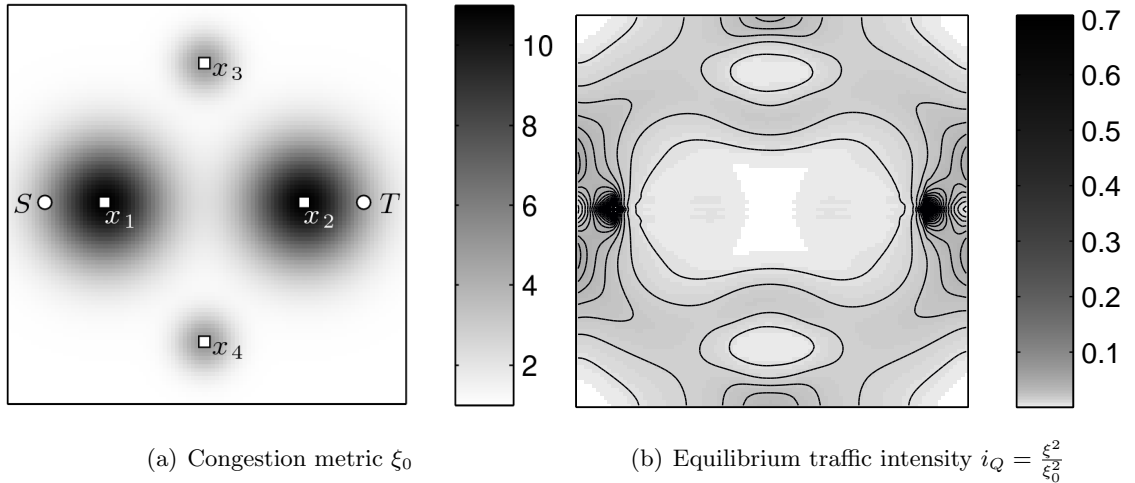 x3
S
x1
x2
T
x4
10
8
6
4
2
0.7
0.6
0.5
0.4
0.3
0.2
0.1
(a) Congestion metric ξ0
(b) Equilibrium traffic intensity iQ = ξ²/ξ0²